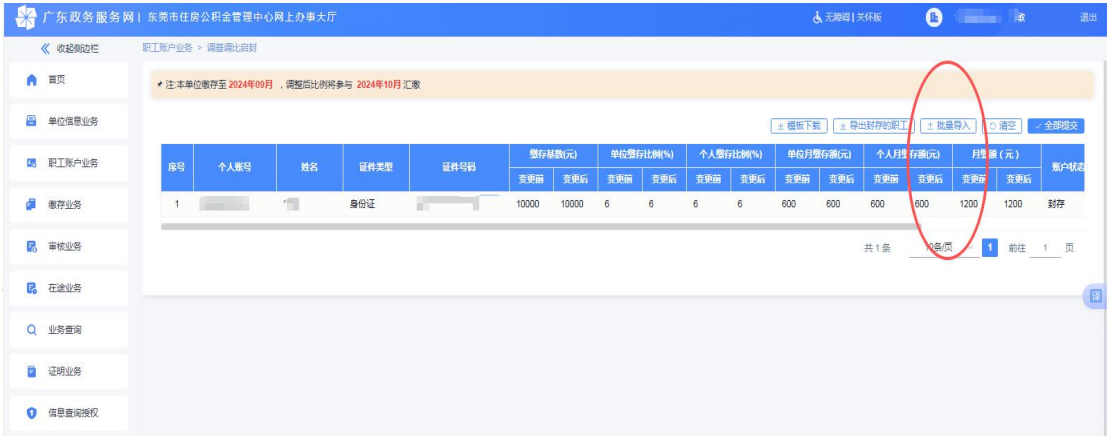 广东政务服务网 | 东莞市住房公积金管理中心网上办事大厅 无障碍 | 关怀版 退出
收起侧边栏 职工账户业务 > 调基调比启封
首页
注:本单位缴存至 2024年09月 ，调整后比例将参与 2024年10月 汇缴
单位信息业务
模板下载 导出封存的职工 批量导入 清空 全部提交
职工账户业务
序号 个人账号 姓名 证件类型 证件号码 缴存基数(元) 单位缴存比例(%) 个人缴存比例(%) 单位月缴存额(元) 个人月缴存额(元) 月缴额（元） 账户状态
变更前 变更后 变更前 变更后 变更前 变更后 变更前 变更后 变更前 变更后 变更前 变更后
缴存业务
1 身份证 10000 10000 6 6 6 6 600 600 600 600 1200 1200 封存
审核业务
共 1 条 10条/页 1 前往 1 页
在途业务
业务查询
证明业务
信息查询授权